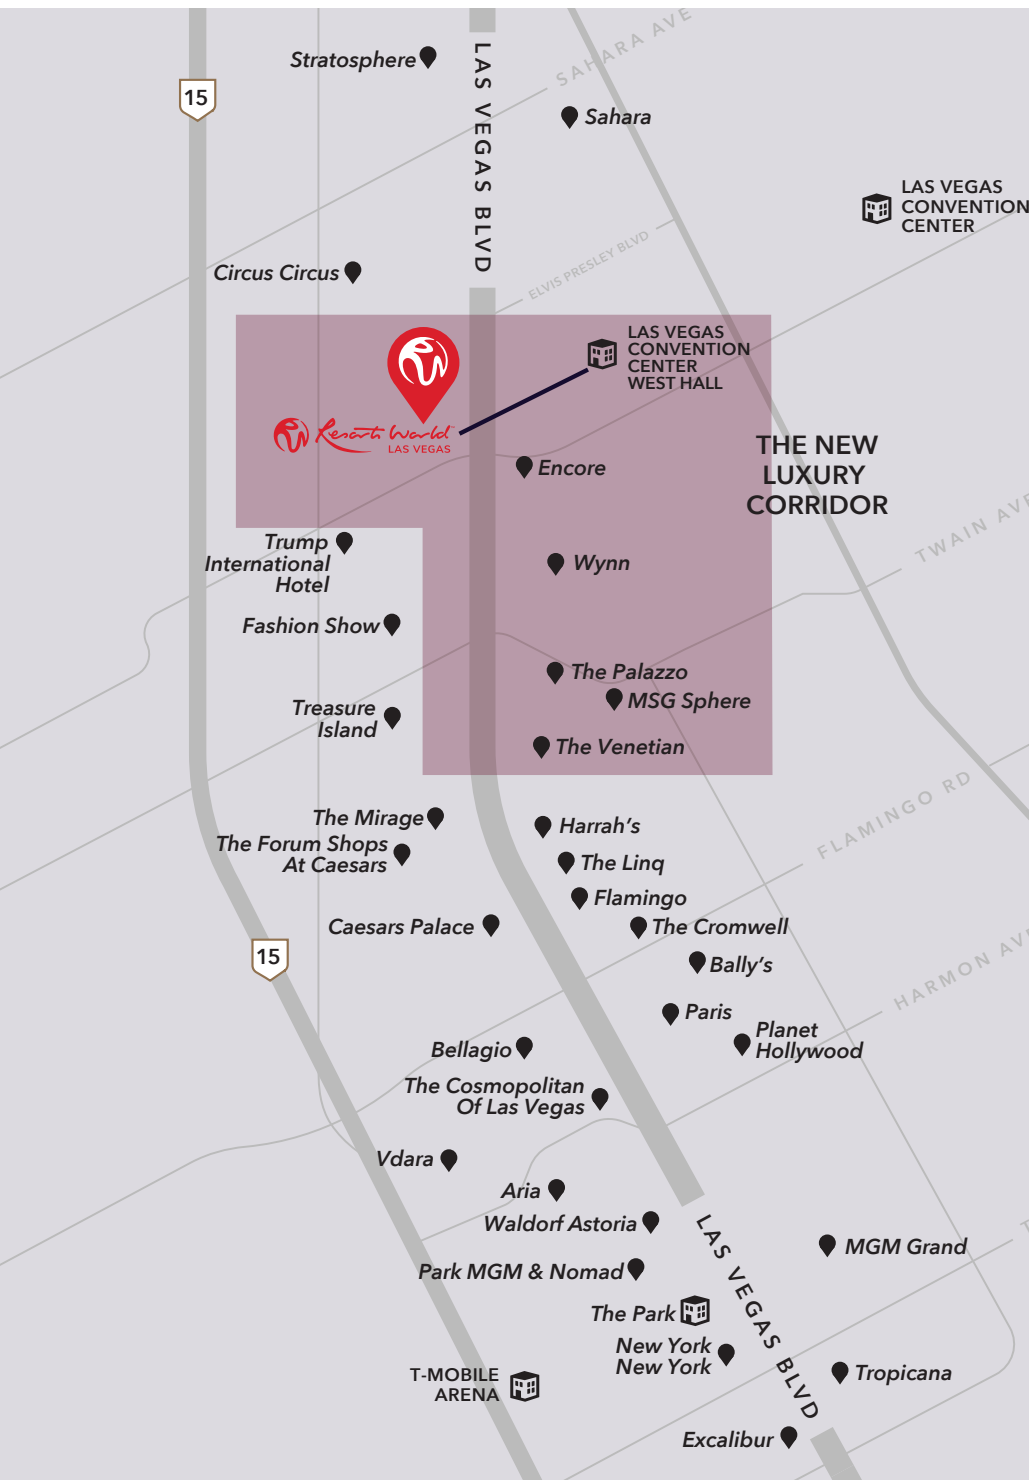 Stratosphere
LAS VEGAS BLVD
SAHARA AVE
15
Sahara
LAS VEGAS
CONVENTION
CENTER
ELVIS PRESLEY BLVD
Circus Circus
LAS VEGAS
CONVENTION
CENTER
WEST HALL
Resorts World
LAS VEGAS
THE NEW
LUXURY
CORRIDOR
Encore
TWAIN AVE
Trump
International
Hotel
Wynn
Fashion Show
The Palazzo
MSG Sphere
Treasure
Island
The Venetian
FLAMINGO RD
The Mirage
Harrah's
The Forum Shops
At Caesars
The Linq
Flamingo
Caesars Palace
The Cromwell
15
Bally's
HARMON AVE
Paris
Planet
Hollywood
Bellagio
The Cosmopolitan
Of Las Vegas
Vdara
Aria
Waldorf Astoria
LAS VEGAS BLVD
MGM Grand
Park MGM & Nomad
The Park
New York
New York
T-MOBILE
ARENA
Tropicana
Excalibur